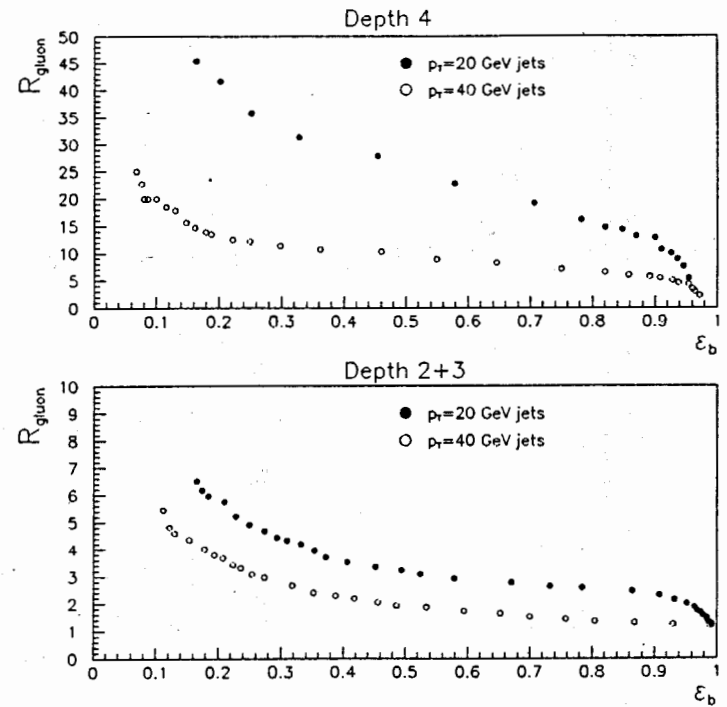 Depth 4
R_gluon
50
45
40
35
30
25
20
15
10
5
0
● p_T=20 GeV jets
○ p_T=40 GeV jets
0 0.1 0.2 0.3 0.4 0.5 0.6 0.7 0.8 0.9 1
ε_b
Depth 2+3
R_gluon
10
9
8
7
6
5
4
3
2
1
0
● p_T=20 GeV jets
○ p_T=40 GeV jets
0 0.1 0.2 0.3 0.4 0.5 0.6 0.7 0.8 0.9 1
ε_b